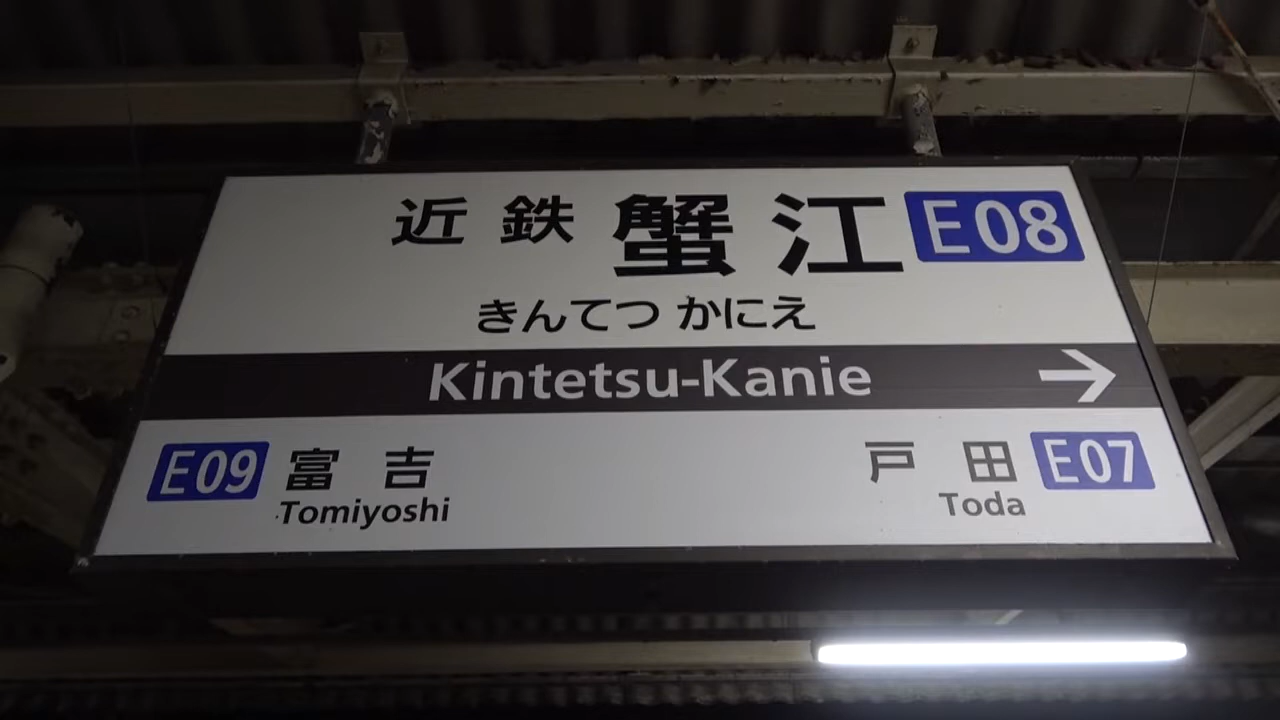 近鉄 蟹江 E08
きんてつ かにえ
Kintetsu-Kanie →
E09 富吉 戸田 E07
Tomiyoshi Toda